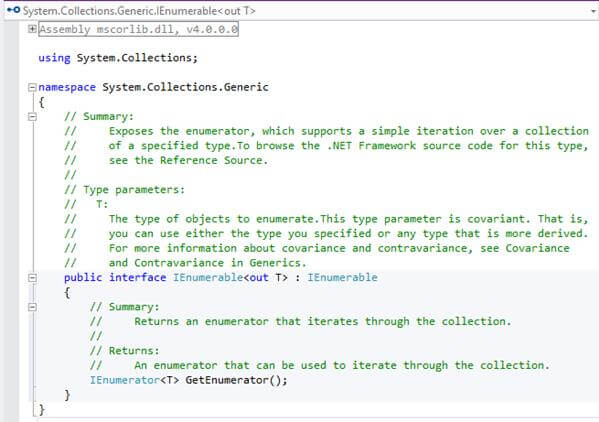 System.Collections.Generic.IEnumerable<out T>
Assembly mscorlib.dll, v4.0.0.0
using System.Collections;
namespace System.Collections.Generic
{
// Summary:
//     Exposes the enumerator, which supports a simple iteration over a collection
//     of a specified type.To browse the .NET Framework source code for this type,
//     see the Reference Source.
//
// Type parameters:
//   T:
//     The type of objects to enumerate.This type parameter is covariant. That is,
//     you can use either the type you specified or any type that is more derived.
//     For more information about covariance and contravariance, see Covariance
//     and Contravariance in Generics.
public interface IEnumerable<out T> : IEnumerable
{
// Summary:
//     Returns an enumerator that iterates through the collection.
//
// Returns:
//     An enumerator that can be used to iterate through the collection.
IEnumerator<T> GetEnumerator();
}
}